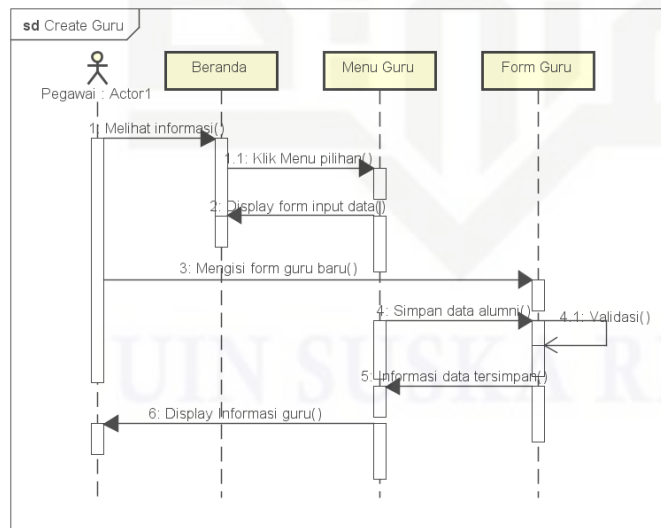 sd Create Guru
Beranda
Menu Guru
Form Guru
Pegawai : Actor1
1: Melihat informasi()
1.1: Klik Menu pilihan()
2: Display form input data()
3: Mengisi form guru baru()
4: Simpan data alumni()
4.1: Validasi()
5: Informasi data tersimpan()
6: Display Informasi guru()
UIN SUSKA R